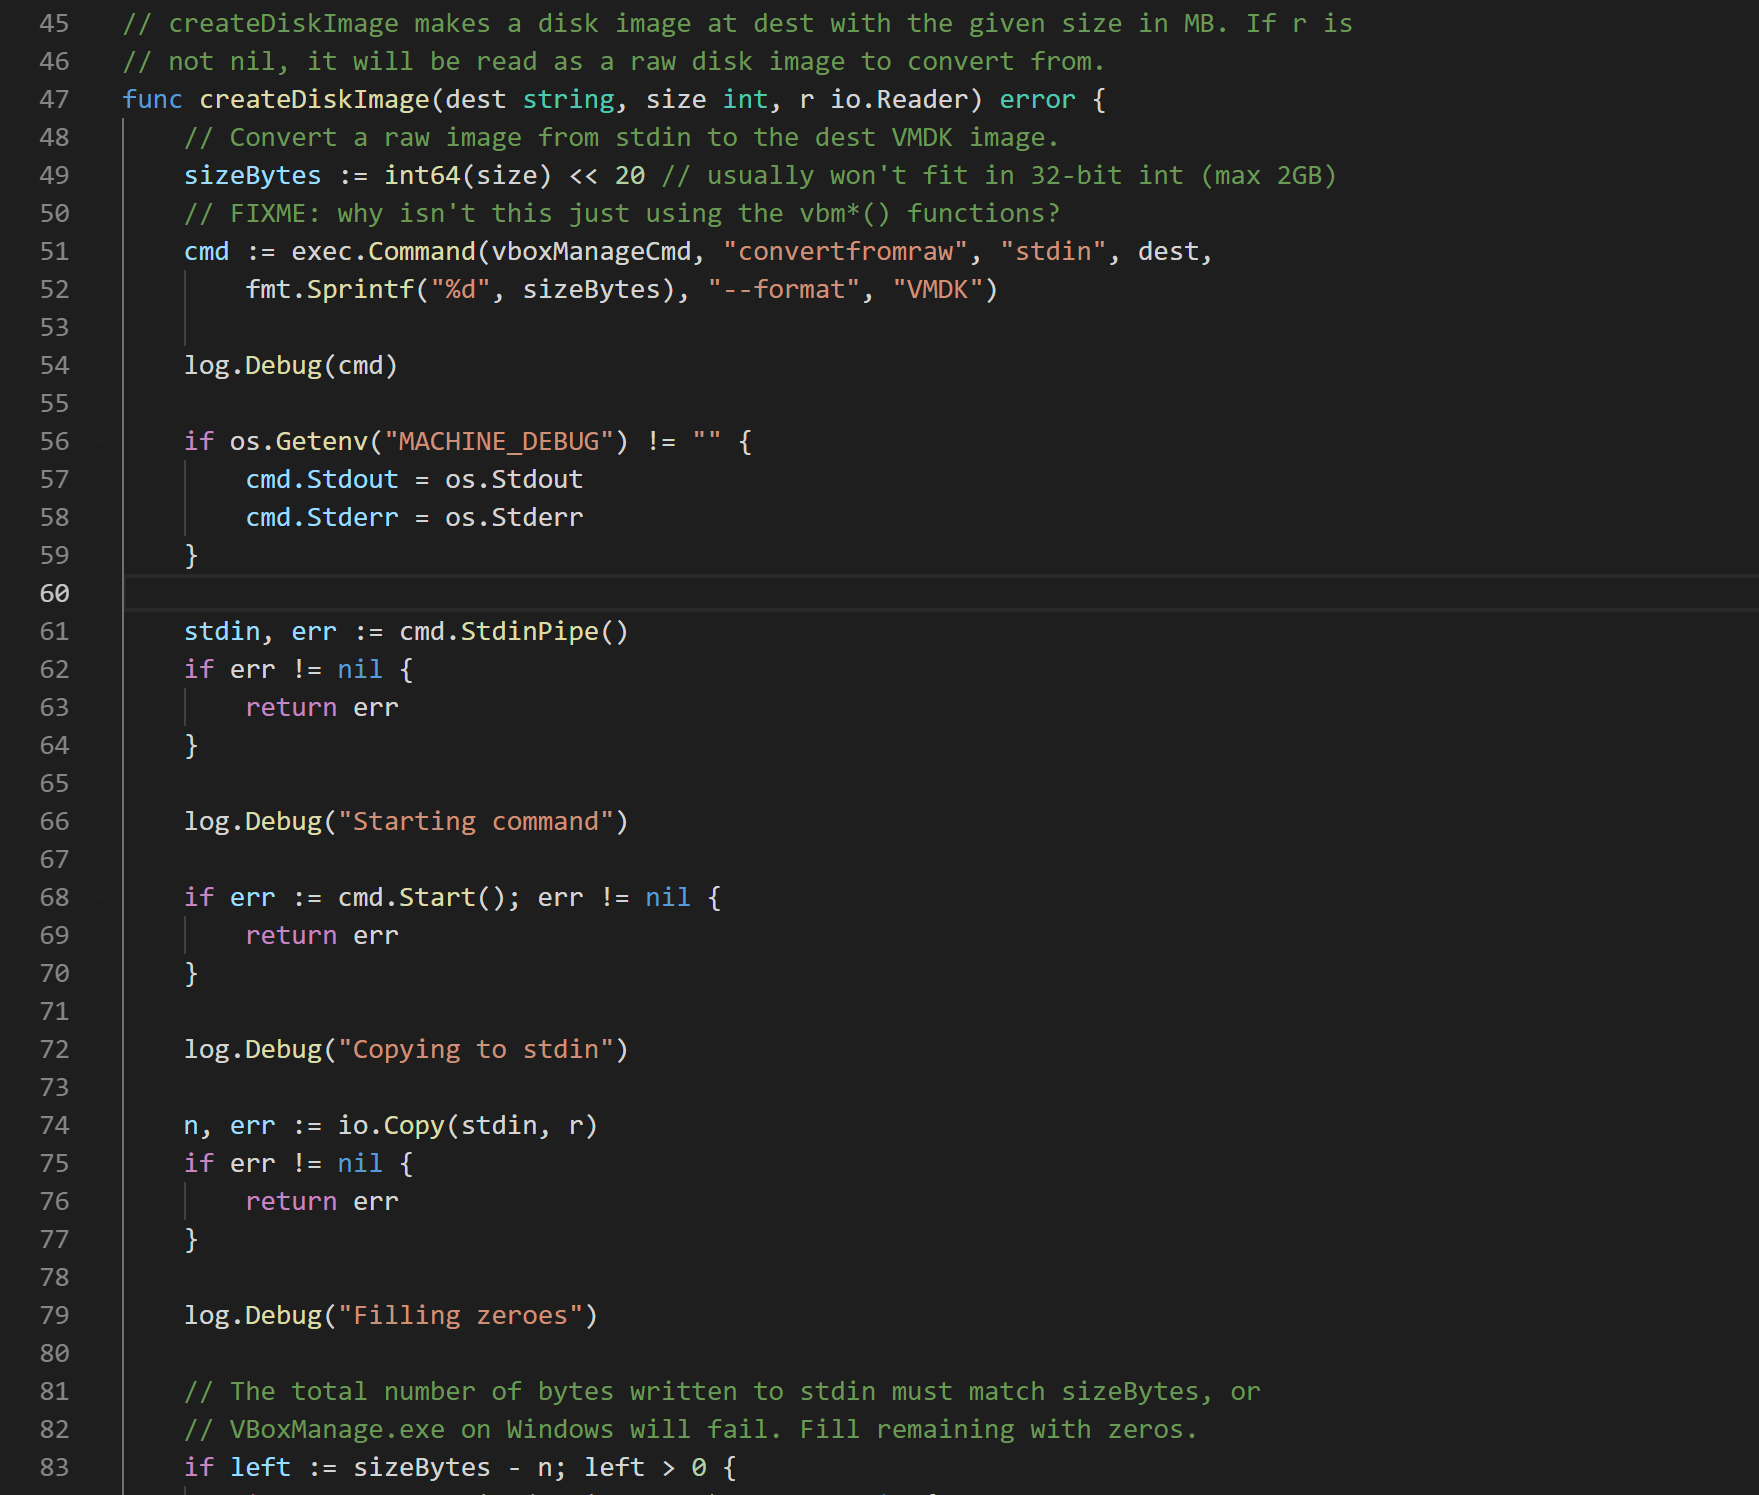 45 // createDiskImage makes a disk image at dest with the given size in MB. If r is
46 // not nil, it will be read as a raw disk image to convert from.
47 func createDiskImage(dest string, size int, r io.Reader) error {
48     // Convert a raw image from stdin to the dest VMDK image.
49     sizeBytes := int64(size) << 20 // usually won't fit in 32-bit int (max 2GB)
50     // FIXME: why isn't this just using the vbm*() functions?
51     cmd := exec.Command(vboxManageCmd, "convertfromraw", "stdin", dest,
52         fmt.Sprintf("%d", sizeBytes), "--format", "VMDK")
53
54     log.Debug(cmd)
55
56     if os.Getenv("MACHINE_DEBUG") != "" {
57         cmd.Stdout = os.Stdout
58         cmd.Stderr = os.Stderr
59     }
60
61     stdin, err := cmd.StdinPipe()
62     if err != nil {
63         return err
64     }
65
66     log.Debug("Starting command")
67
68     if err := cmd.Start(); err != nil {
69         return err
70     }
71
72     log.Debug("Copying to stdin")
73
74     n, err := io.Copy(stdin, r)
75     if err != nil {
76         return err
77     }
78
79     log.Debug("Filling zeroes")
80
81     // The total number of bytes written to stdin must match sizeBytes, or
82     // VBoxManage.exe on Windows will fail. Fill remaining with zeros.
83     if left := sizeBytes - n; left > 0 {